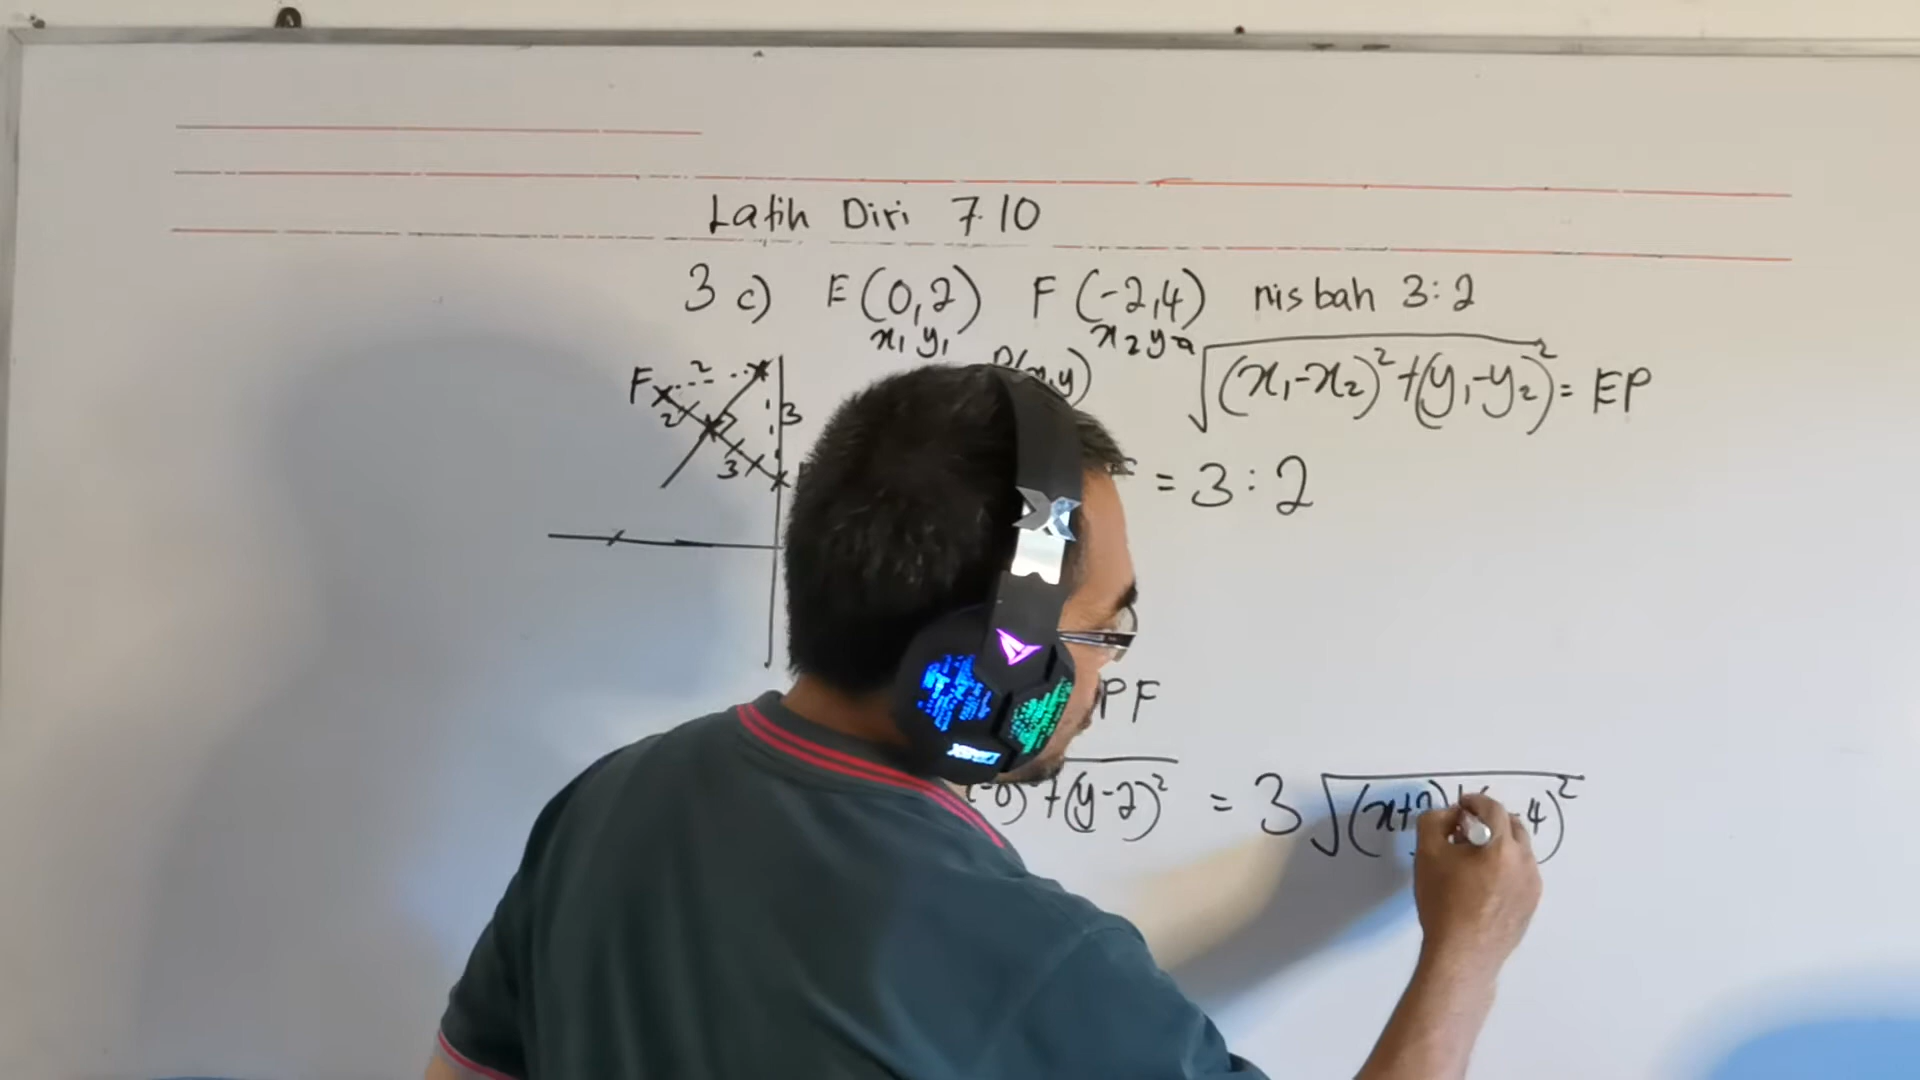 Latih Diri 7.10
3 c) E (0,2) F (-2,4) nisbah 3:2
x₁ y₁ x₂ y₂
√(x₁-x₂)²+(y₁-y₂)² = EP
,y)
F 2 3
2
3
= 3 : 2
PF
-0)²+(y-2)² = 3√(x+2) -4)²